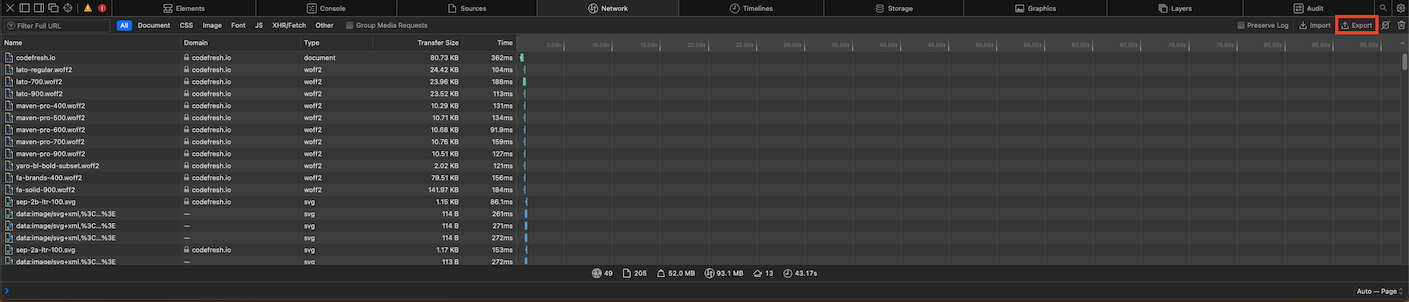 Elements Console Sources Network Timelines Storage Graphics Layers Audit
Filter Full URL All Document CSS Image Font JS XHR/Fetch Other Group Media Requests Preserve Log Import Export
Name Domain Type Transfer Size Time 5.00s 10.00s 15.00s 20.00s 25.00s 30.00s 35.00s 40.00s 45.00s 50.00s 55.00s 60.00s 65.00s 70.00s 75.00s 80.00s 85.00s 90.00s
codefresh.io codefresh.io document 80.73 KB 362ms
lato-regular.woff2 codefresh.io woff2 24.42 KB 104ms
lato-700.woff2 codefresh.io woff2 23.96 KB 188ms
lato-900.woff2 codefresh.io woff2 23.52 KB 113ms
maven-pro-400.woff2 codefresh.io woff2 10.29 KB 131ms
maven-pro-500.woff2 codefresh.io woff2 10.71 KB 134ms
maven-pro-600.woff2 codefresh.io woff2 10.68 KB 91.9ms
maven-pro-700.woff2 codefresh.io woff2 10.76 KB 159ms
maven-pro-900.woff2 codefresh.io woff2 10.51 KB 127ms
yaro-bl-bold-subset.woff2 codefresh.io woff2 2.02 KB 121ms
fa-brands-400.woff2 codefresh.io woff2 79.51 KB 156ms
fa-solid-900.woff2 codefresh.io woff2 141.97 KB 184ms
sep-2b-ltr-100.svg codefresh.io svg 1.15 KB 86.1ms
data:image/svg+xml,%3C...%3E — svg 114 B 261ms
data:image/svg+xml,%3C...%3E — svg 114 B 271ms
data:image/svg+xml,%3C...%3E — svg 114 B 272ms
sep-2a-ltr-100.svg codefresh.io svg 1.17 KB 153ms
data:image/svg+xml,%3C...%3E — svg 113 B 272ms
49 205 52.0 MB 93.1 MB 13 43.17s
Auto — Page